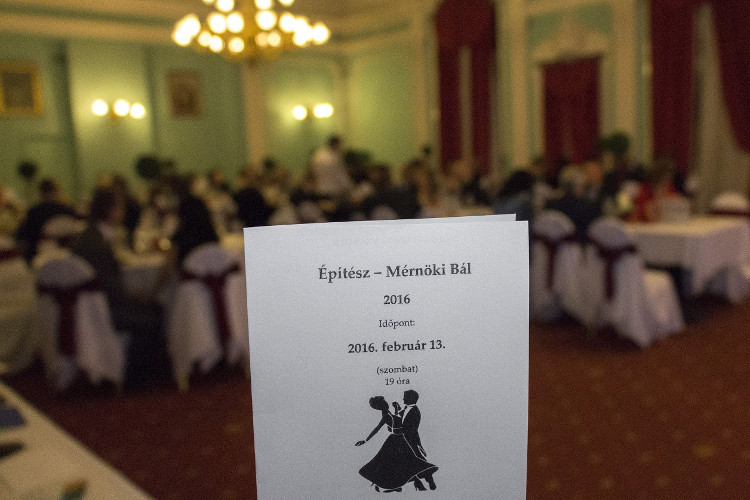 Építész – Mérnöki Bál
2016
Időpont:
2016. február 13.
(szombat)
19 óra